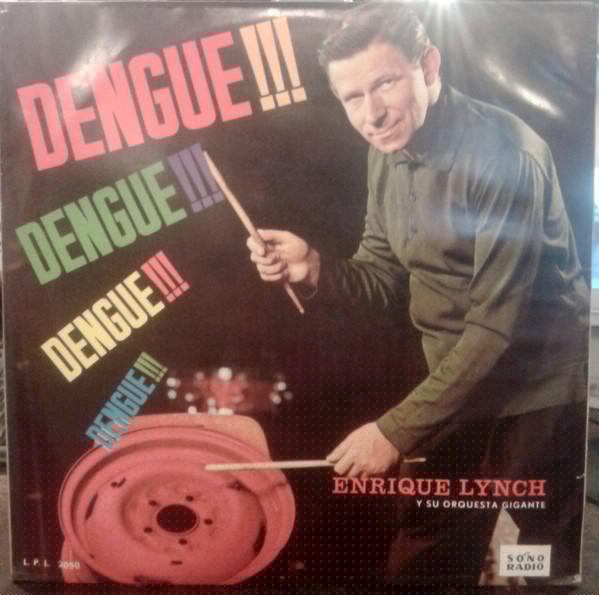 DENGUE!!!
DENGUE!!!
DENGUE!!!
DENGUE!!!
ENRIQUE LYNCH
Y SU ORQUESTA GIGANTE
L.P.L. 2050
SONO
RADIO